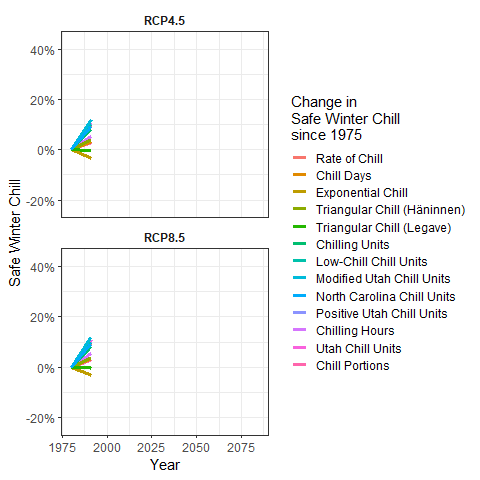 RCP4.5
40%
20%
0%
-20%
RCP8.5
40%
20%
0%
-20%
1975 2000 2025 2050 2075
Year
Safe Winter Chill
Change in
Safe Winter Chill
since 1975
Rate of Chill
Chill Days
Exponential Chill
Triangular Chill (Häninnen)
Triangular Chill (Legave)
Chilling Units
Low-Chill Chill Units
Modified Utah Chill Units
North Carolina Chill Units
Positive Utah Chill Units
Chilling Hours
Utah Chill Units
Chill Portions